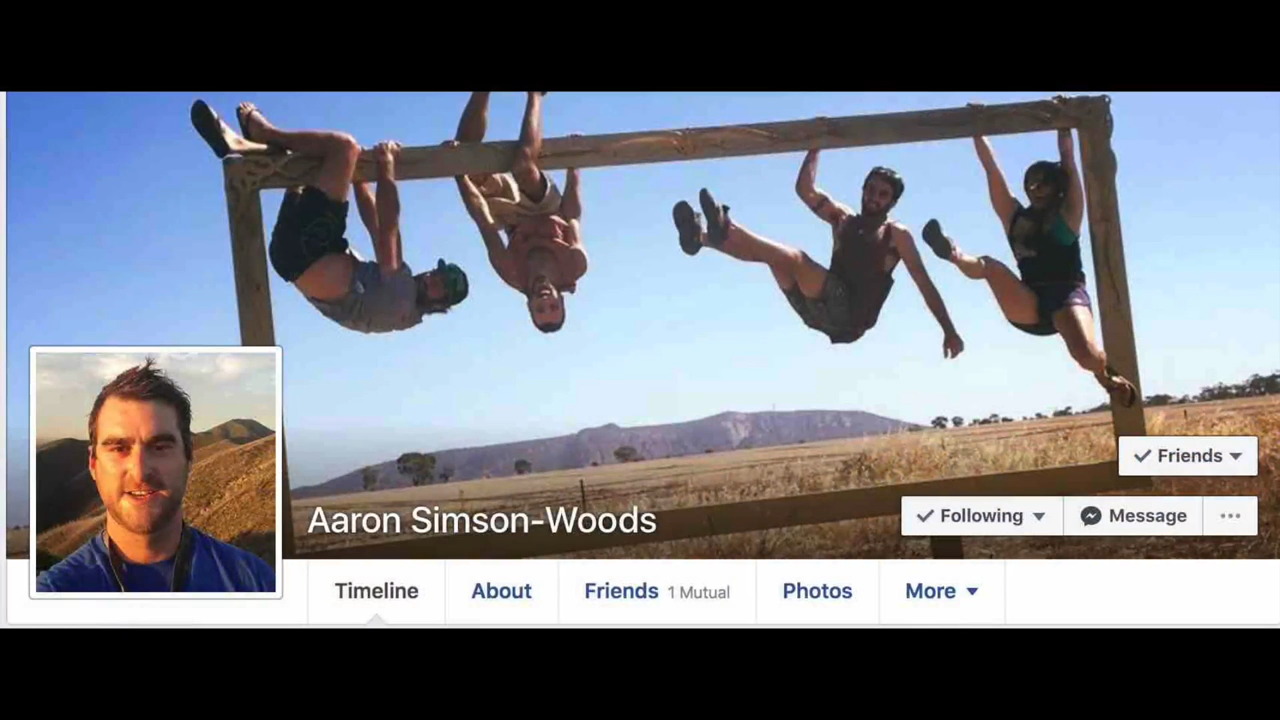 Friends
Aaron Simson-Woods
Following
Message
Timeline
About
Friends 1 Mutual
Photos
More